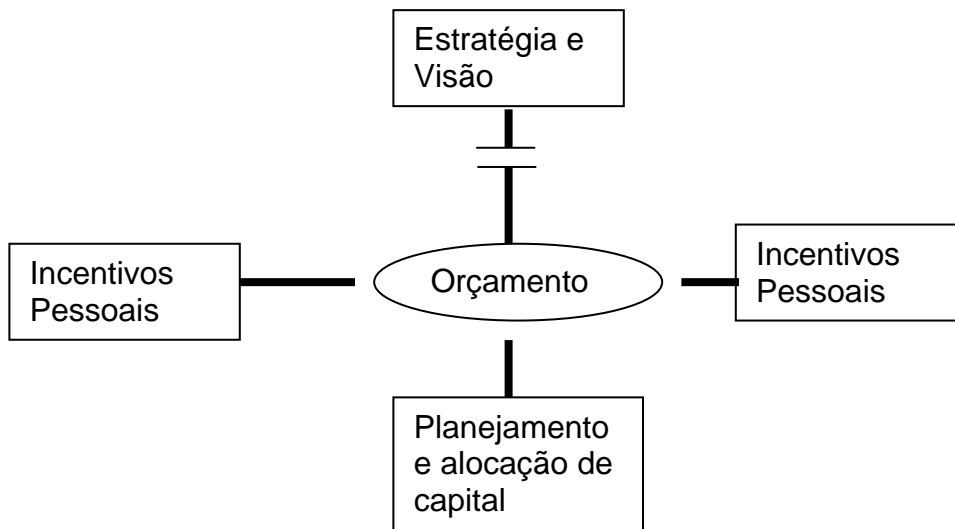 Estratégia e
Visão
Incentivos
Pessoais
Orçamento
Incentivos
Pessoais
Planejamento
e alocação de
capital